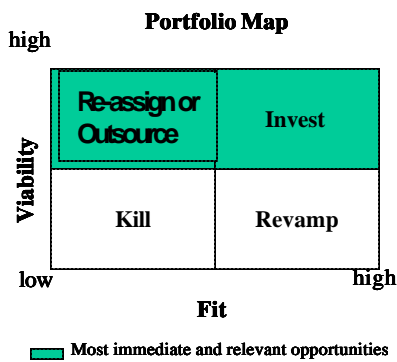 Portfolio Map
high
Re-assign or
Outsource
Invest
Viability
Kill
Revamp
low
high
Fit
Most immediate and relevant opportunities